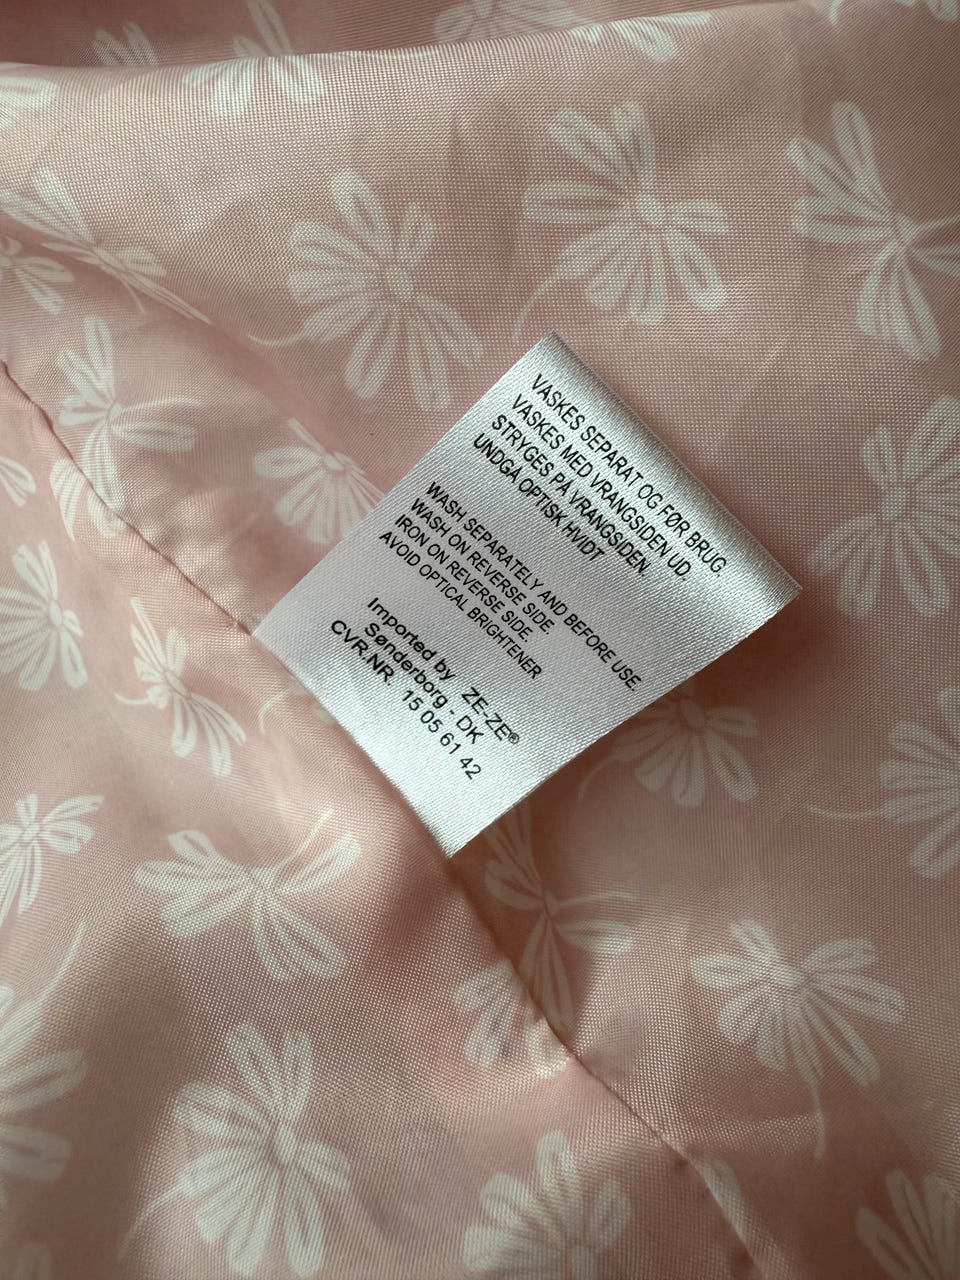 VASKES SEPARAT OG FØR BRUG.
VASKES MED VRANGSIDEN UD.
STRYGES PÅ VRANGSIDEN.
UNDGA OPTISK HVIDT
WASH SEPARATELY AND BEFORE USE.
WASH ON REVERSE SIDE.
IRON ON REVERSE SIDE.
AVOID OPTICAL BRIGHTENER
Imported by ZE-ZE®
Sønderborg - DK
CVR.NR. 15 05 61 42